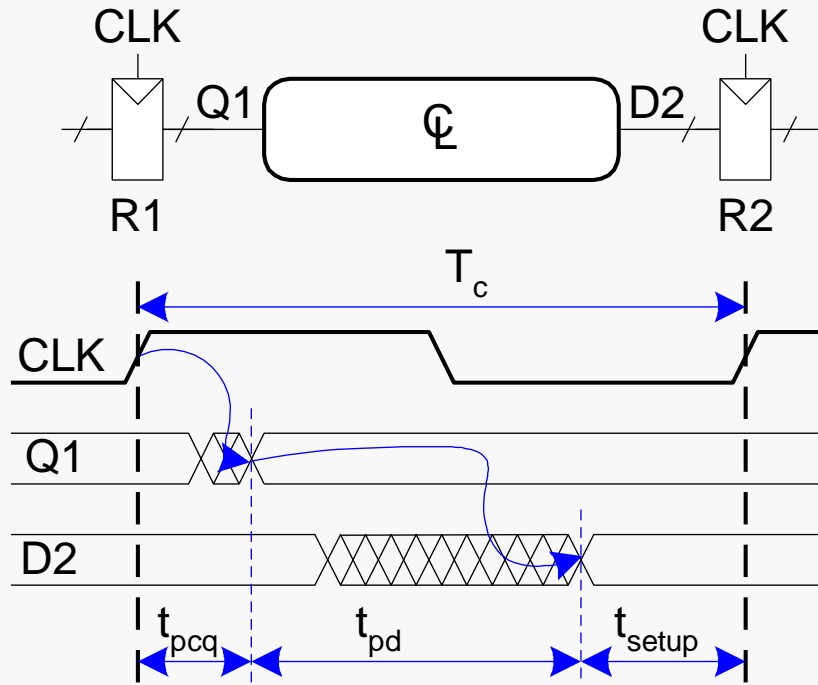 CLK CLK
Q1 CL D2
R1 R2
Tc
CLK
Q1
D2
tpcq tpd tsetup